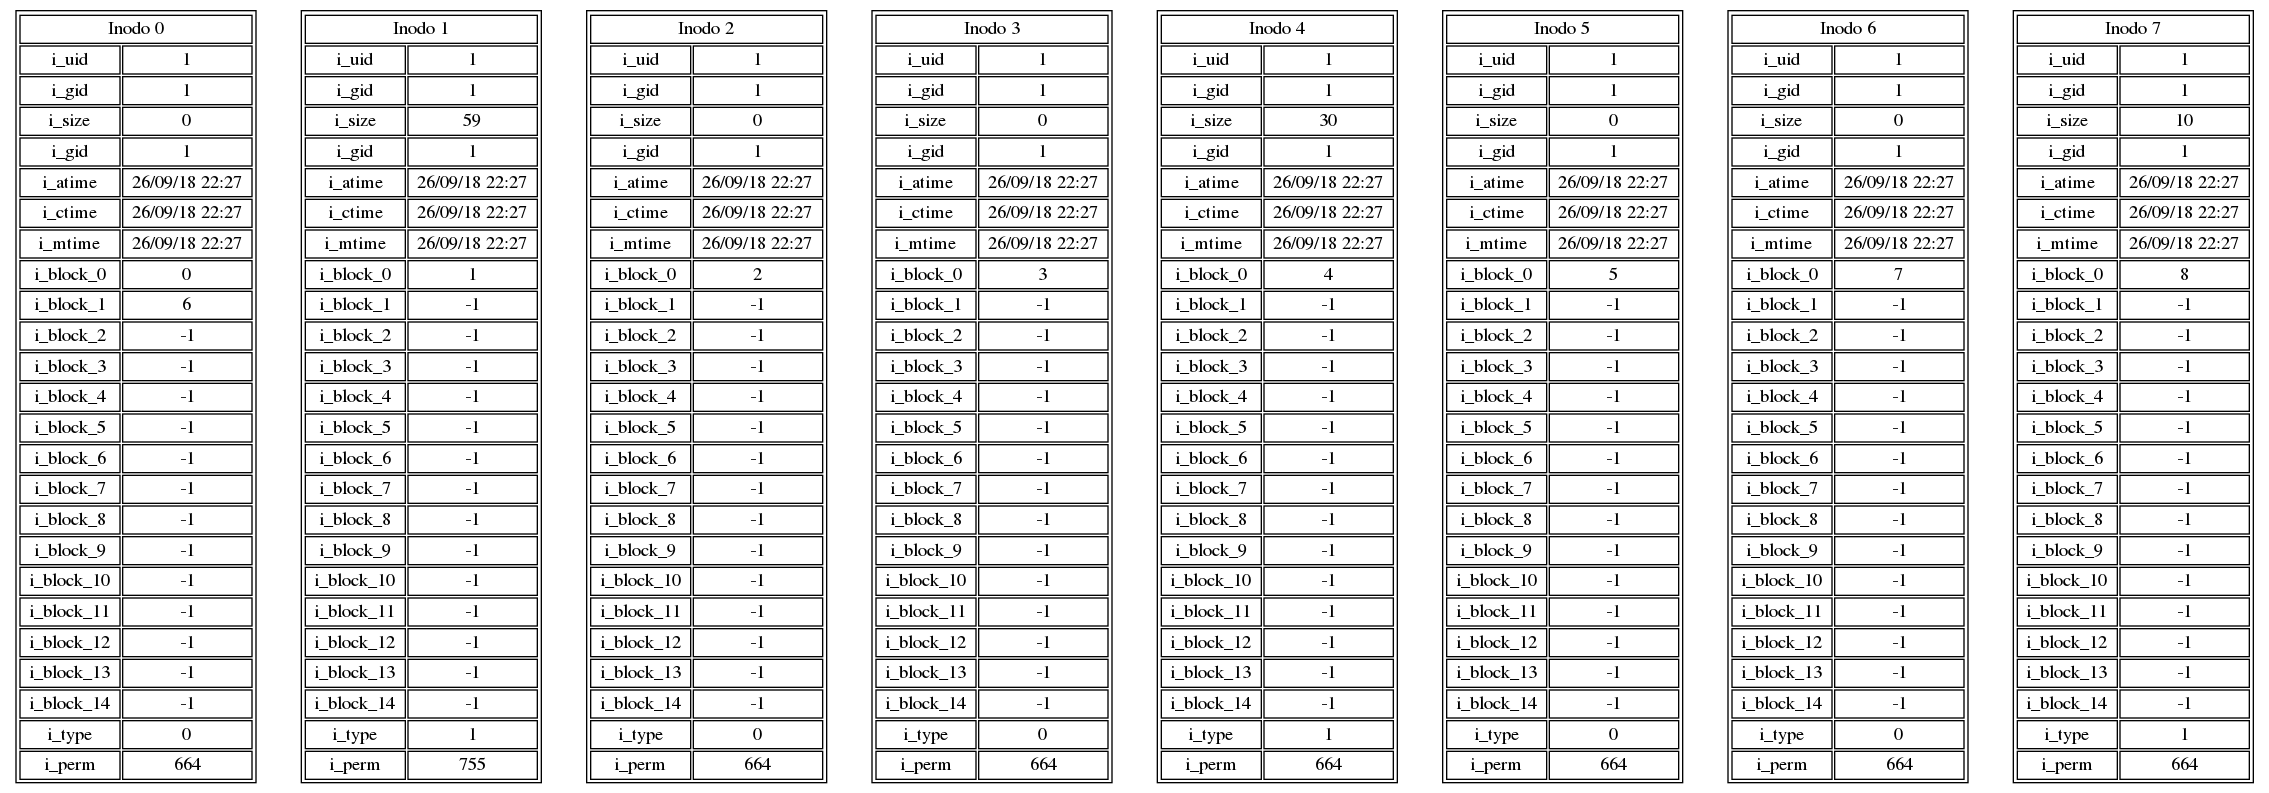 Inodo 0 Inodo 1 Inodo 2 Inodo 3 Inodo 4 Inodo 5 Inodo 6 Inodo 7
i_uid 1 i_uid 1 i_uid 1 i_uid 1 i_uid 1 i_uid 1 i_uid 1 i_uid 1
i_gid 1 i_gid 1 i_gid 1 i_gid 1 i_gid 1 i_gid 1 i_gid 1 i_gid 1
i_size 0 i_size 59 i_size 0 i_size 0 i_size 30 i_size 0 i_size 0 i_size 10
i_gid 1 i_gid 1 i_gid 1 i_gid 1 i_gid 1 i_gid 1 i_gid 1 i_gid 1
i_atime 26/09/18 22:27 i_atime 26/09/18 22:27 i_atime 26/09/18 22:27 i_atime 26/09/18 22:27 i_atime 26/09/18 22:27 i_atime 26/09/18 22:27 i_atime 26/09/18 22:27 i_atime 26/09/18 22:27
i_ctime 26/09/18 22:27 i_ctime 26/09/18 22:27 i_ctime 26/09/18 22:27 i_ctime 26/09/18 22:27 i_ctime 26/09/18 22:27 i_ctime 26/09/18 22:27 i_ctime 26/09/18 22:27 i_ctime 26/09/18 22:27
i_mtime 26/09/18 22:27 i_mtime 26/09/18 22:27 i_mtime 26/09/18 22:27 i_mtime 26/09/18 22:27 i_mtime 26/09/18 22:27 i_mtime 26/09/18 22:27 i_mtime 26/09/18 22:27 i_mtime 26/09/18 22:27
i_block_0 0 i_block_0 1 i_block_0 2 i_block_0 3 i_block_0 4 i_block_0 5 i_block_0 7 i_block_0 8
i_block_1 6 i_block_1 -1 i_block_1 -1 i_block_1 -1 i_block_1 -1 i_block_1 -1 i_block_1 -1 i_block_1 -1
i_block_2 -1 i_block_2 -1 i_block_2 -1 i_block_2 -1 i_block_2 -1 i_block_2 -1 i_block_2 -1 i_block_2 -1
i_block_3 -1 i_block_3 -1 i_block_3 -1 i_block_3 -1 i_block_3 -1 i_block_3 -1 i_block_3 -1 i_block_3 -1
i_block_4 -1 i_block_4 -1 i_block_4 -1 i_block_4 -1 i_block_4 -1 i_block_4 -1 i_block_4 -1 i_block_4 -1
i_block_5 -1 i_block_5 -1 i_block_5 -1 i_block_5 -1 i_block_5 -1 i_block_5 -1 i_block_5 -1 i_block_5 -1
i_block_6 -1 i_block_6 -1 i_block_6 -1 i_block_6 -1 i_block_6 -1 i_block_6 -1 i_block_6 -1 i_block_6 -1
i_block_7 -1 i_block_7 -1 i_block_7 -1 i_block_7 -1 i_block_7 -1 i_block_7 -1 i_block_7 -1 i_block_7 -1
i_block_8 -1 i_block_8 -1 i_block_8 -1 i_block_8 -1 i_block_8 -1 i_block_8 -1 i_block_8 -1 i_block_8 -1
i_block_9 -1 i_block_9 -1 i_block_9 -1 i_block_9 -1 i_block_9 -1 i_block_9 -1 i_block_9 -1 i_block_9 -1
i_block_10 -1 i_block_10 -1 i_block_10 -1 i_block_10 -1 i_block_10 -1 i_block_10 -1 i_block_10 -1 i_block_10 -1
i_block_11 -1 i_block_11 -1 i_block_11 -1 i_block_11 -1 i_block_11 -1 i_block_11 -1 i_block_11 -1 i_block_11 -1
i_block_12 -1 i_block_12 -1 i_block_12 -1 i_block_12 -1 i_block_12 -1 i_block_12 -1 i_block_12 -1 i_block_12 -1
i_block_13 -1 i_block_13 -1 i_block_13 -1 i_block_13 -1 i_block_13 -1 i_block_13 -1 i_block_13 -1 i_block_13 -1
i_block_14 -1 i_block_14 -1 i_block_14 -1 i_block_14 -1 i_block_14 -1 i_block_14 -1 i_block_14 -1 i_block_14 -1
i_type 0 i_type 1 i_type 0 i_type 0 i_type 1 i_type 0 i_type 0 i_type 1
i_perm 664 i_perm 755 i_perm 664 i_perm 664 i_perm 664 i_perm 664 i_perm 664 i_perm 664